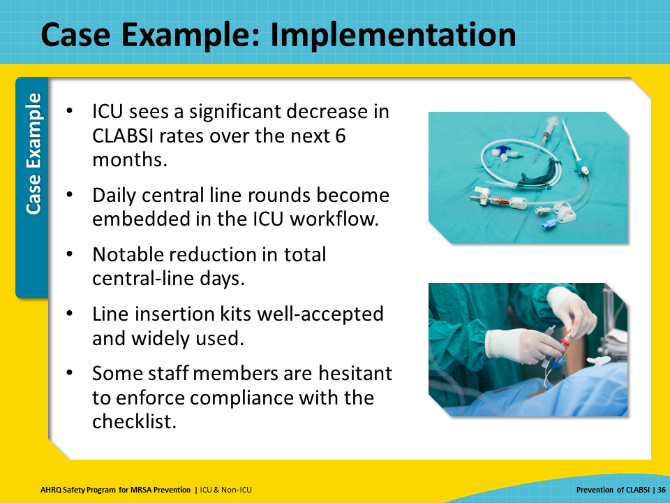 Case Example: Implementation
Case Example
• ICU sees a significant decrease in
CLABSI rates over the next 6
months.
• Daily central line rounds become
embedded in the ICU workflow.
• Notable reduction in total
central-line days.
• Line insertion kits well-accepted
and widely used.
• Some staff members are hesitant
to enforce compliance with the
checklist.
AHRQ Safety Program for MRSA Prevention | ICU & Non-ICU
Prevention of CLABSI | 36